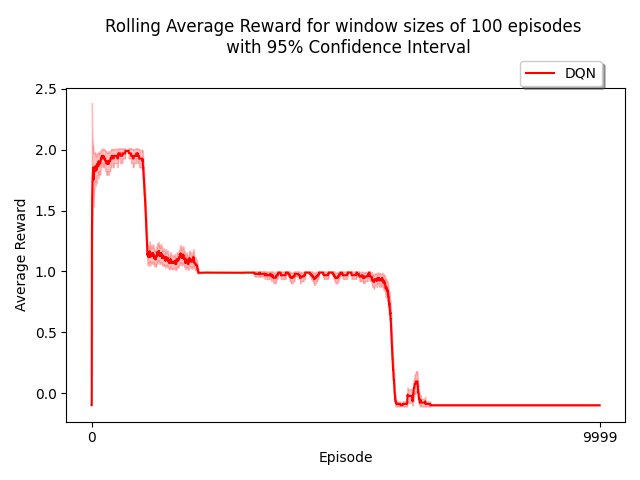 Rolling Average Reward for window sizes of 100 episodes
with 95% Confidence Interval
DQN
2.5
2.0
1.5
1.0
0.5
0.0
Average Reward
0
9999
Episode